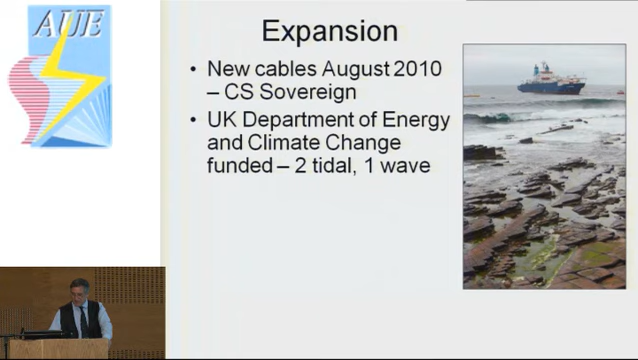 AUE
Expansion
• New cables August 2010
– CS Sovereign
• UK Department of Energy
and Climate Change
funded – 2 tidal, 1 wave